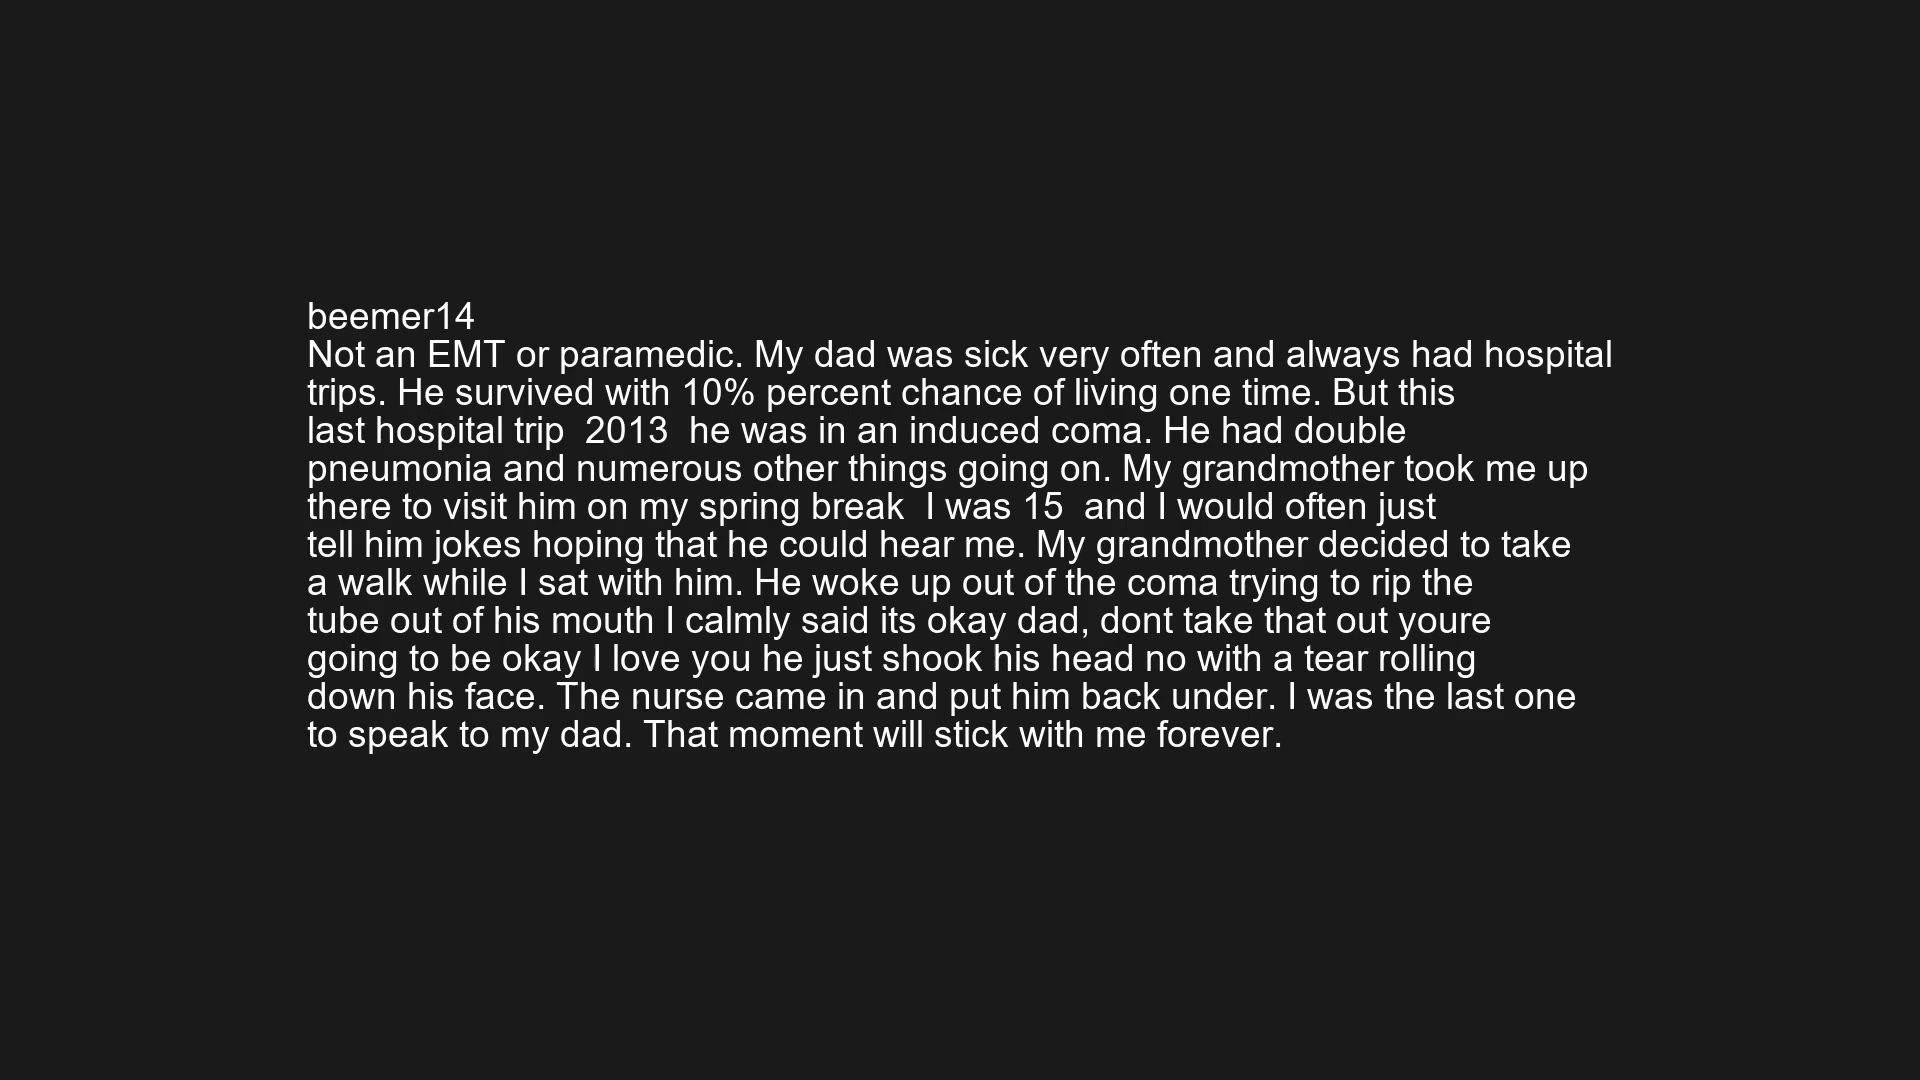 beemer14
Not an EMT or paramedic. My dad was sick very often and always had hospital
trips. He survived with 10% percent chance of living one time. But this
last hospital trip  2013  he was in an induced coma. He had double
pneumonia and numerous other things going on. My grandmother took me up
there to visit him on my spring break  I was 15  and I would often just
tell him jokes hoping that he could hear me. My grandmother decided to take
a walk while I sat with him. He woke up out of the coma trying to rip the
tube out of his mouth I calmly said its okay dad, dont take that out youre
going to be okay I love you he just shook his head no with a tear rolling
down his face. The nurse came in and put him back under. I was the last one
to speak to my dad. That moment will stick with me forever.